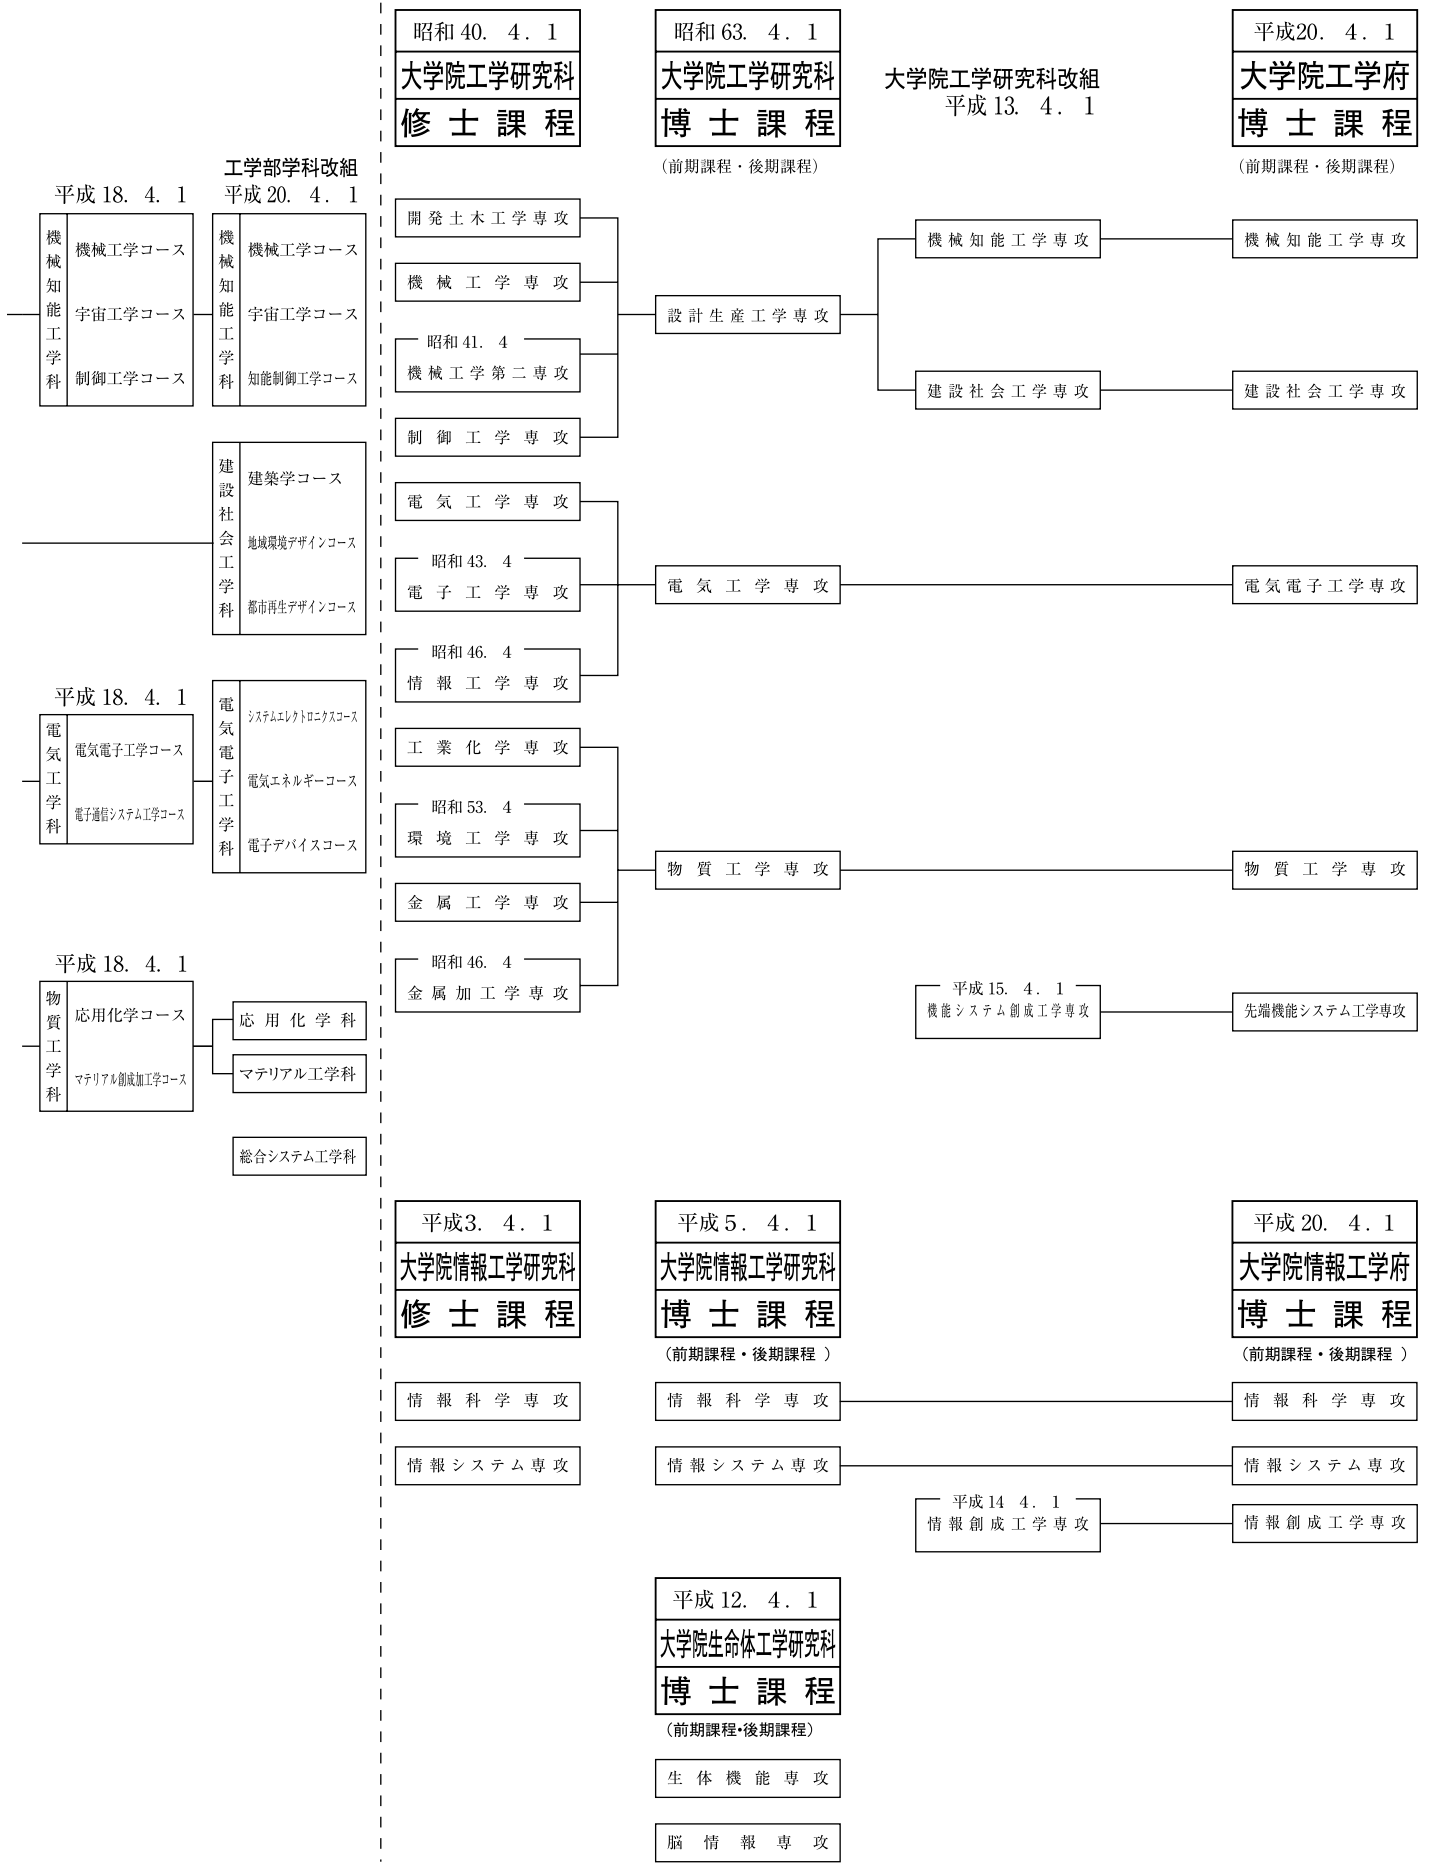 工学部学科改組
平成 18. 4. 1
平成 20. 4. 1
機械知能工学科
機械工学コース
宇宙工学コース
制御工学コース
機械知能工学科
機械工学コース
宇宙工学コース
知能制御工学コース
建設社会工学科
建築学コース
地域環境デザインコース
都市再生デザインコース
平成 18. 4. 1
電気工学科
電気電子工学コース
電子通信システム工学コース
電気電子工学科
システムエレクトロニクスコース
電気エネルギーコース
電子デバイスコース
平成 18. 4. 1
物質工学科
応用化学コース
マテリアル創成加工学コース
応用化学科
マテリアル工学科
総合システム工学科
昭和 40. 4. 1
大学院工学研究科
修士課程
開発土木工学専攻
機械工学専攻
昭和 41. 4
機械工学第二専攻
制御工学専攻
電気工学専攻
昭和 43. 4
電子工学専攻
昭和 46. 4
情報工学専攻
工業化学専攻
昭和 53. 4
環境工学専攻
金属工学専攻
昭和 46. 4
金属加工学専攻
昭和 63. 4. 1
大学院工学研究科
博士課程
(前期課程・後期課程)
設計生産工学専攻
電気工学専攻
物質工学専攻
大学院工学研究科改組
平成 13. 4. 1
機械知能工学専攻
建設社会工学専攻
平成 15. 4. 1
機能システム創成工学専攻
平成20. 4. 1
大学院工学府
博士課程
(前期課程・後期課程)
機械知能工学専攻
建設社会工学専攻
電気電子工学専攻
物質工学専攻
先端機能システム工学専攻
平成3. 4. 1
大学院情報工学研究科
修士課程
情報科学専攻
情報システム専攻
平成 5. 4. 1
大学院情報工学研究科
博士課程
(前期課程・後期課程)
情報科学専攻
情報システム専攻
平成 14 4. 1
情報創成工学専攻
平成 20. 4. 1
大学院情報工学府
博士課程
(前期課程・後期課程)
情報科学専攻
情報システム専攻
情報創成工学専攻
平成 12. 4. 1
大学院生命体工学研究科
博士課程
(前期課程・後期課程)
生体機能専攻
脳情報専攻